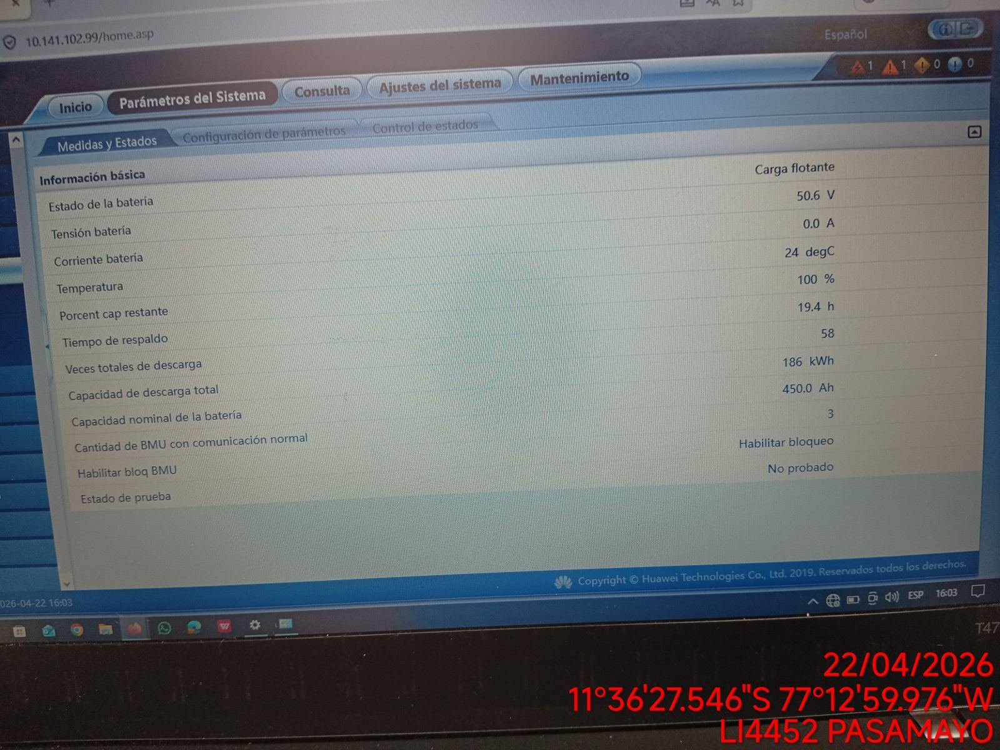 10.141.102.99/home.asp
Español
Inicio
Parámetros del Sistema
Consulta
Ajustes del sistema
Mantenimiento
1 1 0 0
Medidas y Estados
Configuración de parámetros
Control de estados
Información básica
Estado de la batería Carga flotante
Tensión batería 50.6 V
Corriente batería 0.0 A
Temperatura 24 degC
Porcent cap restante 100 %
Tiempo de respaldo 19.4 h
Veces totales de descarga 58
Capacidad de descarga total 186 kWh
Capacidad nominal de la batería 450.0 Ah
Cantidad de BMU con comunicación normal 3
Habilitar bloq BMU Habilitar bloqueo
Estado de prueba No probado
Copyright © Huawei Technologies Co., Ltd. 2019. Reservados todos los derechos.
026-04-22 16:03
ESP 16:03
T47
22/04/2026
11°36'27.546"S 77°12'59.976"W
LI4452 PASAMAYO